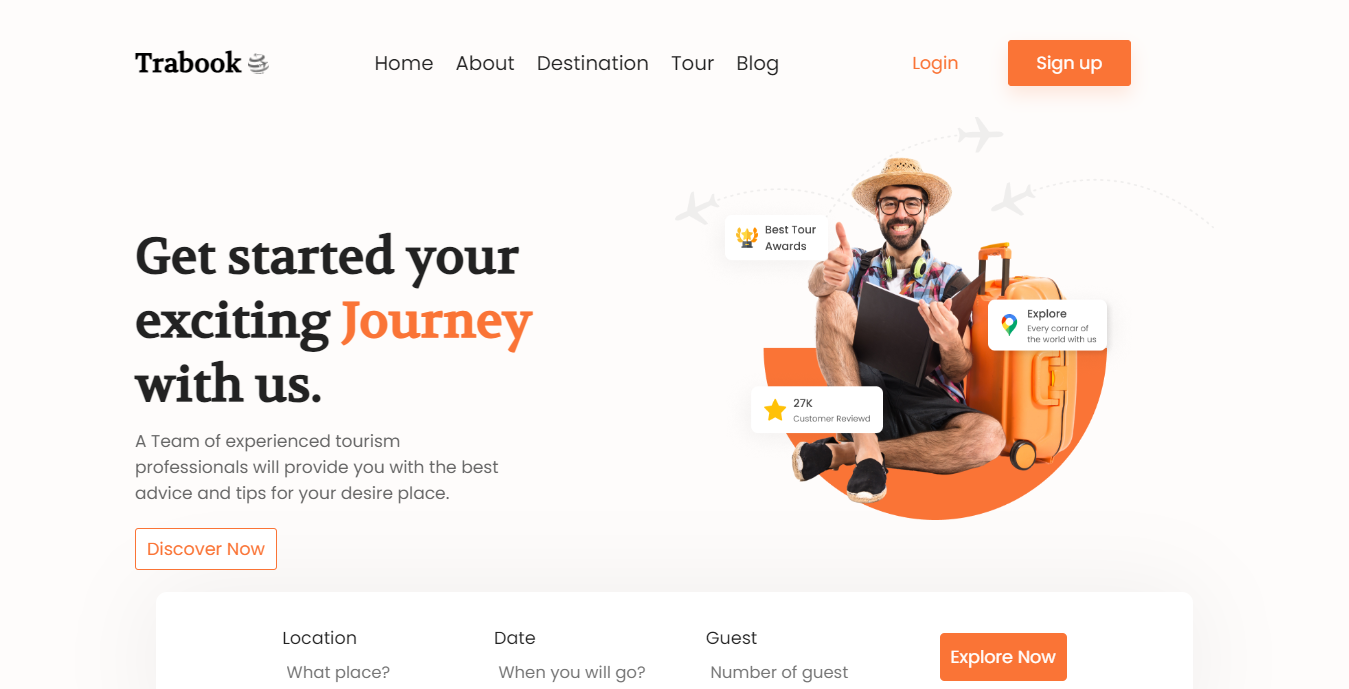 Trabook
Home About Destination Tour Blog
Login
Sign up
Get started your
exciting Journey
with us.
A Team of experienced tourism
professionals will provide you with the best
advice and tips for your desire place.
Discover Now
Best Tour
Awards
Explore
Every cornar of
the world with us
27K
Customer Reviewd
Location Date Guest
What place? When you will go? Number of guest
Explore Now